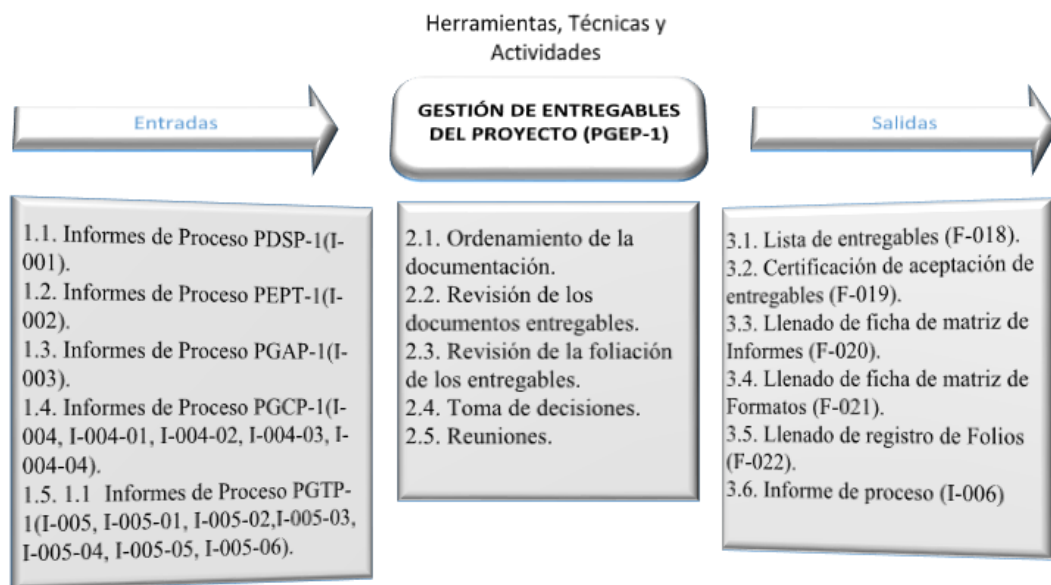 Herramientas, Técnicas y
Actividades
Entradas
GESTIÓN DE ENTREGABLES
DEL PROYECTO (PGEP-1)
Salidas
1.1. Informes de Proceso PDSP-1(I-
001).
1.2. Informes de Proceso PEPT-1(I-
002).
1.3. Informes de Proceso PGAP-1(I-
003).
1.4. Informes de Proceso PGCP-1(I-
004, I-004-01, I-004-02, I-004-03, I-
004-04).
1.5. 1.1 Informes de Proceso PGTP-
1(I-005, I-005-01, I-005-02,I-005-03,
I-005-04, I-005-05, I-005-06).
2.1. Ordenamiento de la
documentación.
2.2. Revisión de los
documentos entregables.
2.3. Revisión de la foliación
de los entregables.
2.4. Toma de decisiones.
2.5. Reuniones.
3.1. Lista de entregables (F-018).
3.2. Certificación de aceptación de
entregables (F-019).
3.3. Llenado de ficha de matriz de
Informes (F-020).
3.4. Llenado de ficha de matriz de
Formatos (F-021).
3.5. Llenado de registro de Folios
(F-022).
3.6. Informe de proceso (I-006)